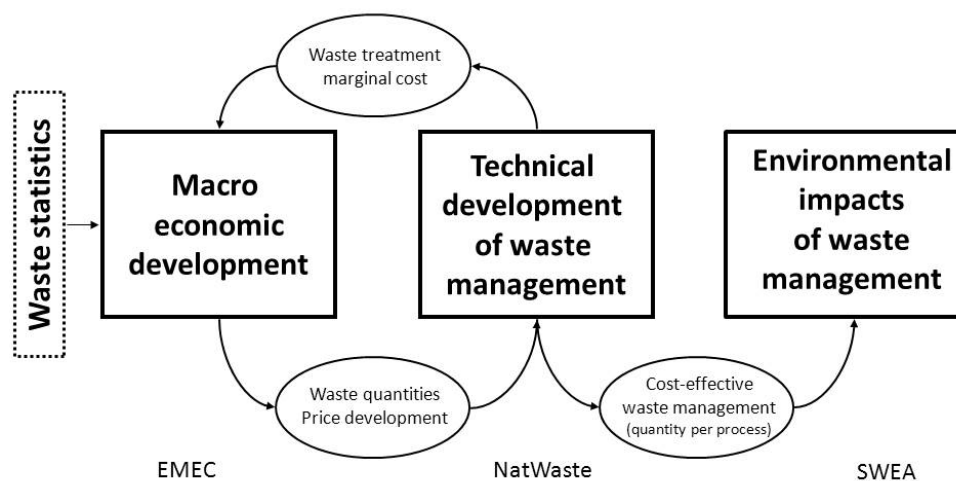 Waste treatment
marginal cost
Waste statistics
Macro
economic
development
Technical
development
of waste
management
Environmental
impacts
of waste
management
Waste quantities
Price development
Cost-effective
waste management
(quantity per process)
EMEC
NatWaste
SWEA